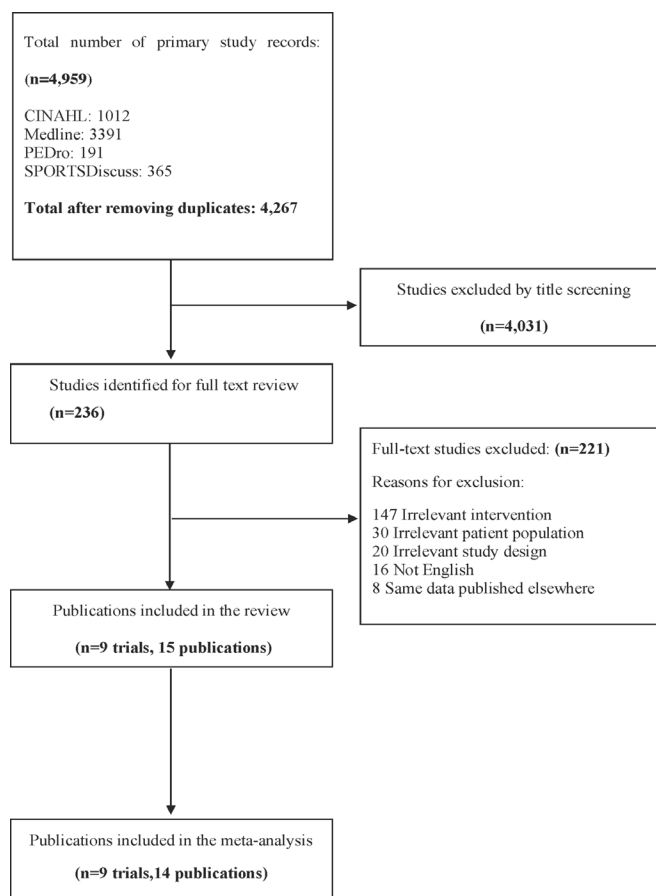 Total number of primary study records:
(n=4,959)
CINAHL: 1012
Medline: 3391
PEDro: 191
SPORTSDiscuss: 365
Total after removing duplicates: 4,267
Studies excluded by title screening
(n=4,031)
Studies identified for full text review
(n=236)
Full-text studies excluded: (n=221)
Reasons for exclusion:
147 Irrelevant intervention
30 Irrelevant patient population
20 Irrelevant study design
16 Not English
8 Same data published elsewhere
Publications included in the review
(n=9 trials, 15 publications)
Publications included in the meta-analysis
(n=9 trials,14 publications)